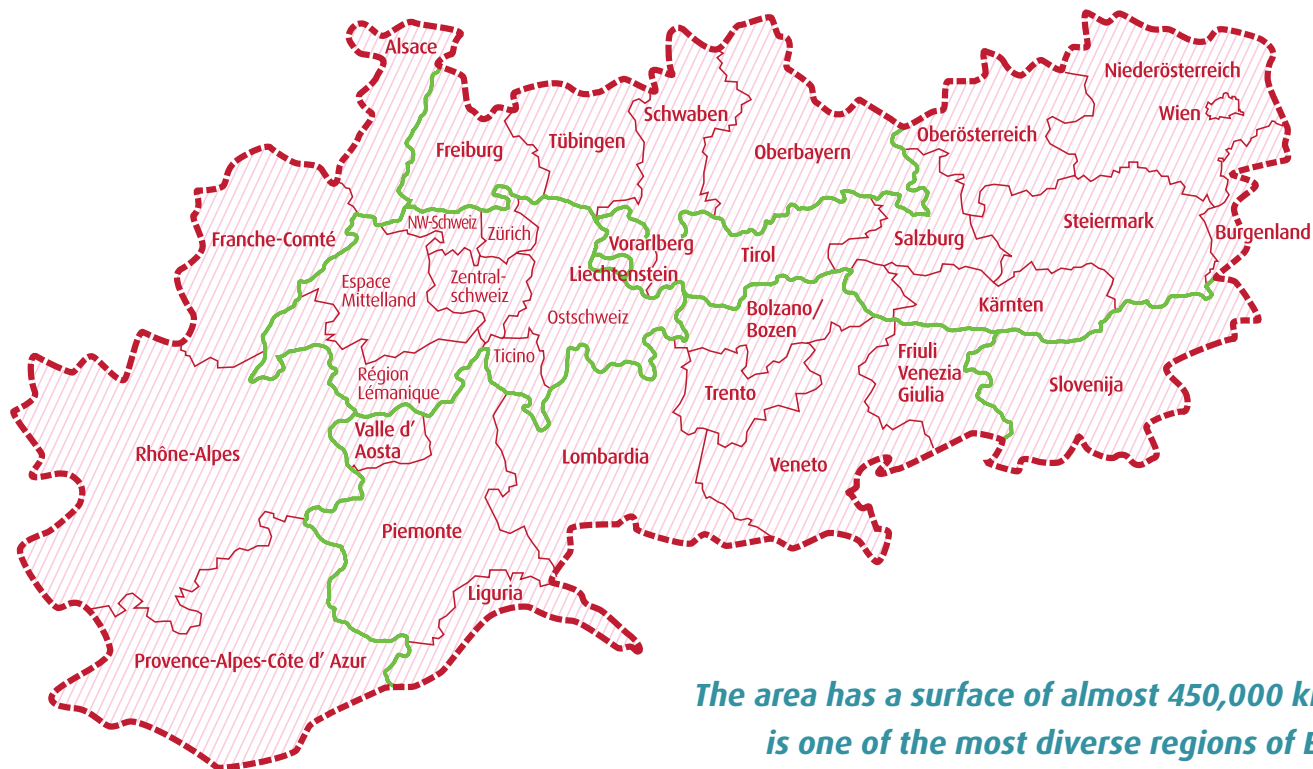 Alsace
Niederösterreich
Wien
Schwaben
Oberösterreich
Tübingen
Freiburg
Oberbayern
Steiermark
NW-Schweiz
Zürich
Franche-Comté
Vorarlberg
Tirol
Salzburg
Burgenland
Liechtenstein
Espace
Mittelland
Zentral-
schweiz
Kärnten
Bolzano/
Bozen
Ostschweiz
Ticino
Friuli
Venezia
Giulia
Slovenija
Région
Lémanique
Trento
Valle d'
Aosta
Rhône-Alpes
Lombardia
Veneto
Piemonte
Liguria
Provence-Alpes-Côte d' Azur
The area has a surface of almost 450,000
is one of the most diverse regions of